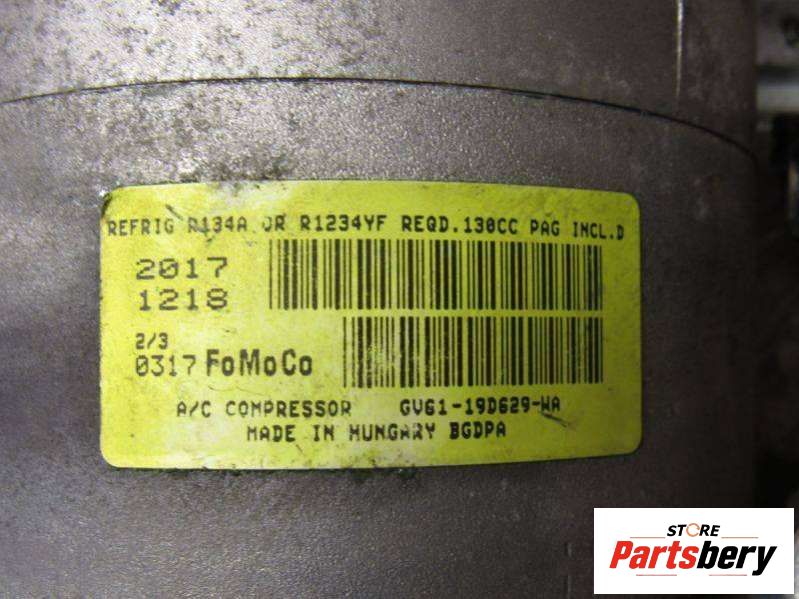 REFRIG R134A OR R1234YF REQD.130CC PAG INCL.D
2017
1218
2/3
0317 FoMoCo
A/C COMPRESSOR GV61-19D629-WA
MADE IN HUNGARY BGDPA
STORE
Partsbery